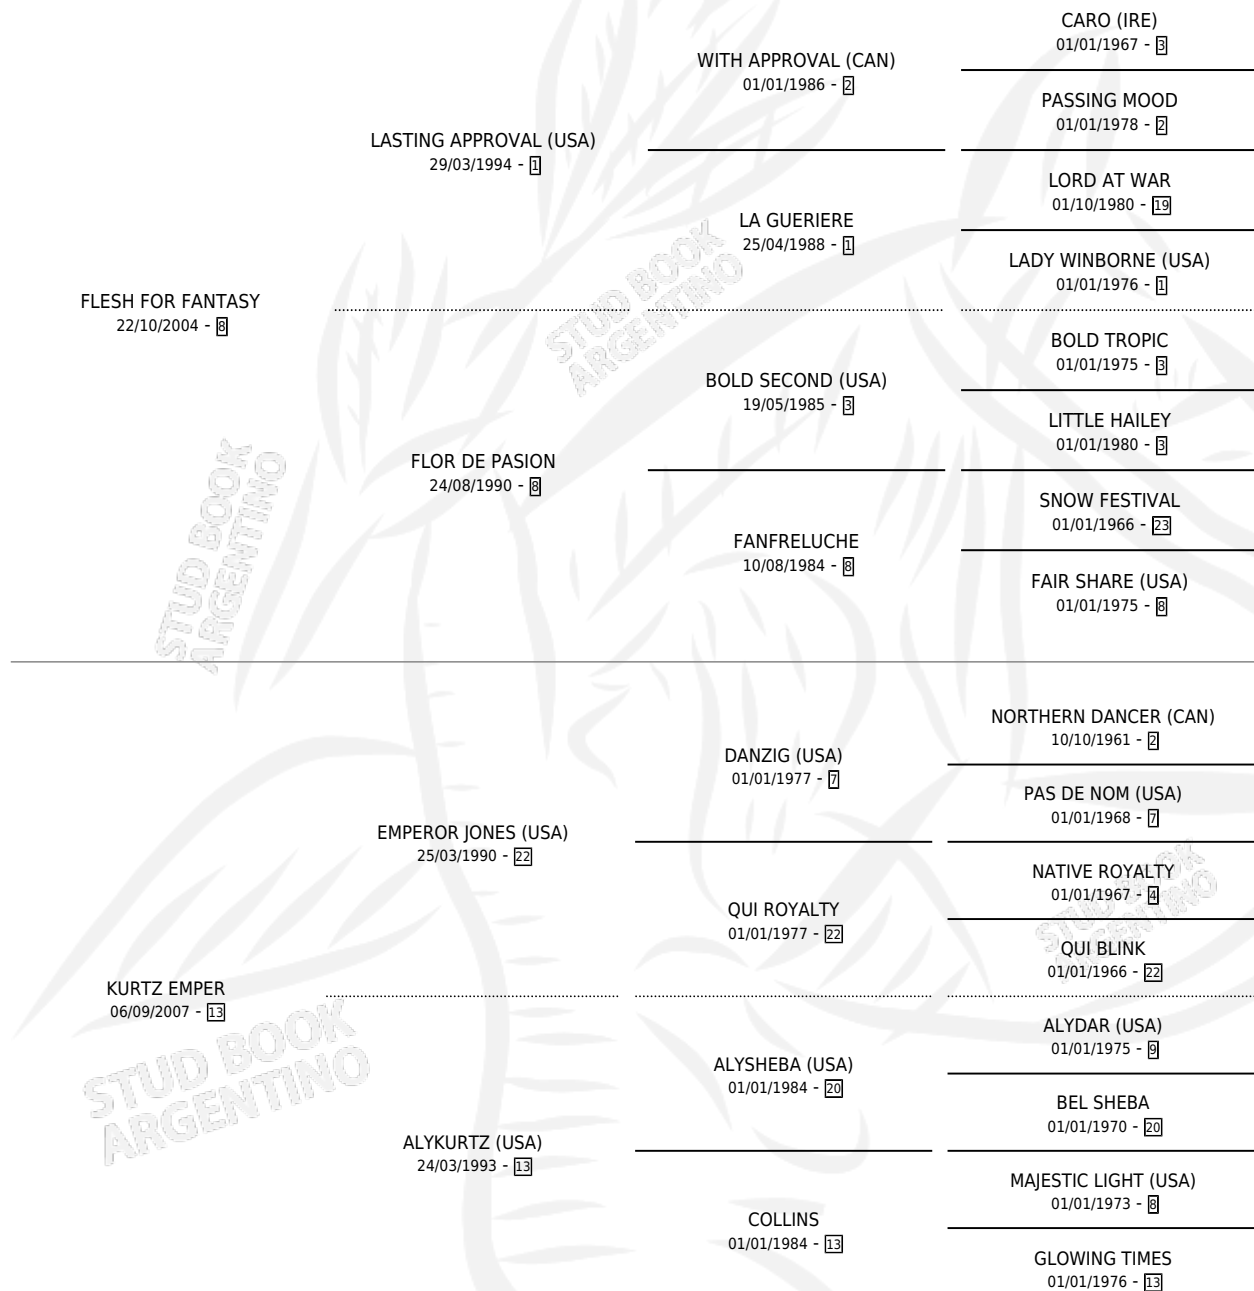 CARO (IRE)
01/01/1967 - 3
WITH APPROVAL (CAN)
01/01/1986 - 2
PASSING MOOD
01/01/1978 - 2
LASTING APPROVAL (USA)
29/03/1994 - 1
LORD AT WAR
01/10/1980 - 19
LA GUERIERE
25/04/1988 - 1
LADY WINBORNE (USA)
01/01/1976 - 1
FLESH FOR FANTASY
22/10/2004 - 8
STUD BOOK
ARGENTINO
BOLD TROPIC
01/01/1975 - 3
BOLD SECOND (USA)
19/05/1985 - 3
LITTLE HAILEY
01/01/1980 - 3
FLOR DE PASION
24/08/1990 - 8
SNOW FESTIVAL
01/01/1966 - 23
FANFRELUCHE
10/08/1984 - 8
FAIR SHARE (USA)
01/01/1975 - 8
STUD BOOK
ARGENTINO
NORTHERN DANCER (CAN)
10/10/1961 - 2
DANZIG (USA)
01/01/1977 - 7
PAS DE NOM (USA)
01/01/1968 - 7
EMPEROR JONES (USA)
25/03/1990 - 22
NATIVE ROYALTY
01/01/1967 - 4
QUI ROYALTY
01/01/1977 - 22
STUD BOOK
ARGENTINO
QUI BLINK
01/01/1966 - 22
KURTZ EMPER
06/09/2007 - 13
ALYDAR (USA)
01/01/1975 - 9
ALYSHEBA (USA)
01/01/1984 - 20
STUD BOOK
ARGENTINO
BEL SHEBA
01/01/1970 - 20
ALYKURTZ (USA)
24/03/1993 - 13
MAJESTIC LIGHT (USA)
01/01/1973 - 8
COLLINS
01/01/1984 - 13
GLOWING TIMES
01/01/1976 - 13